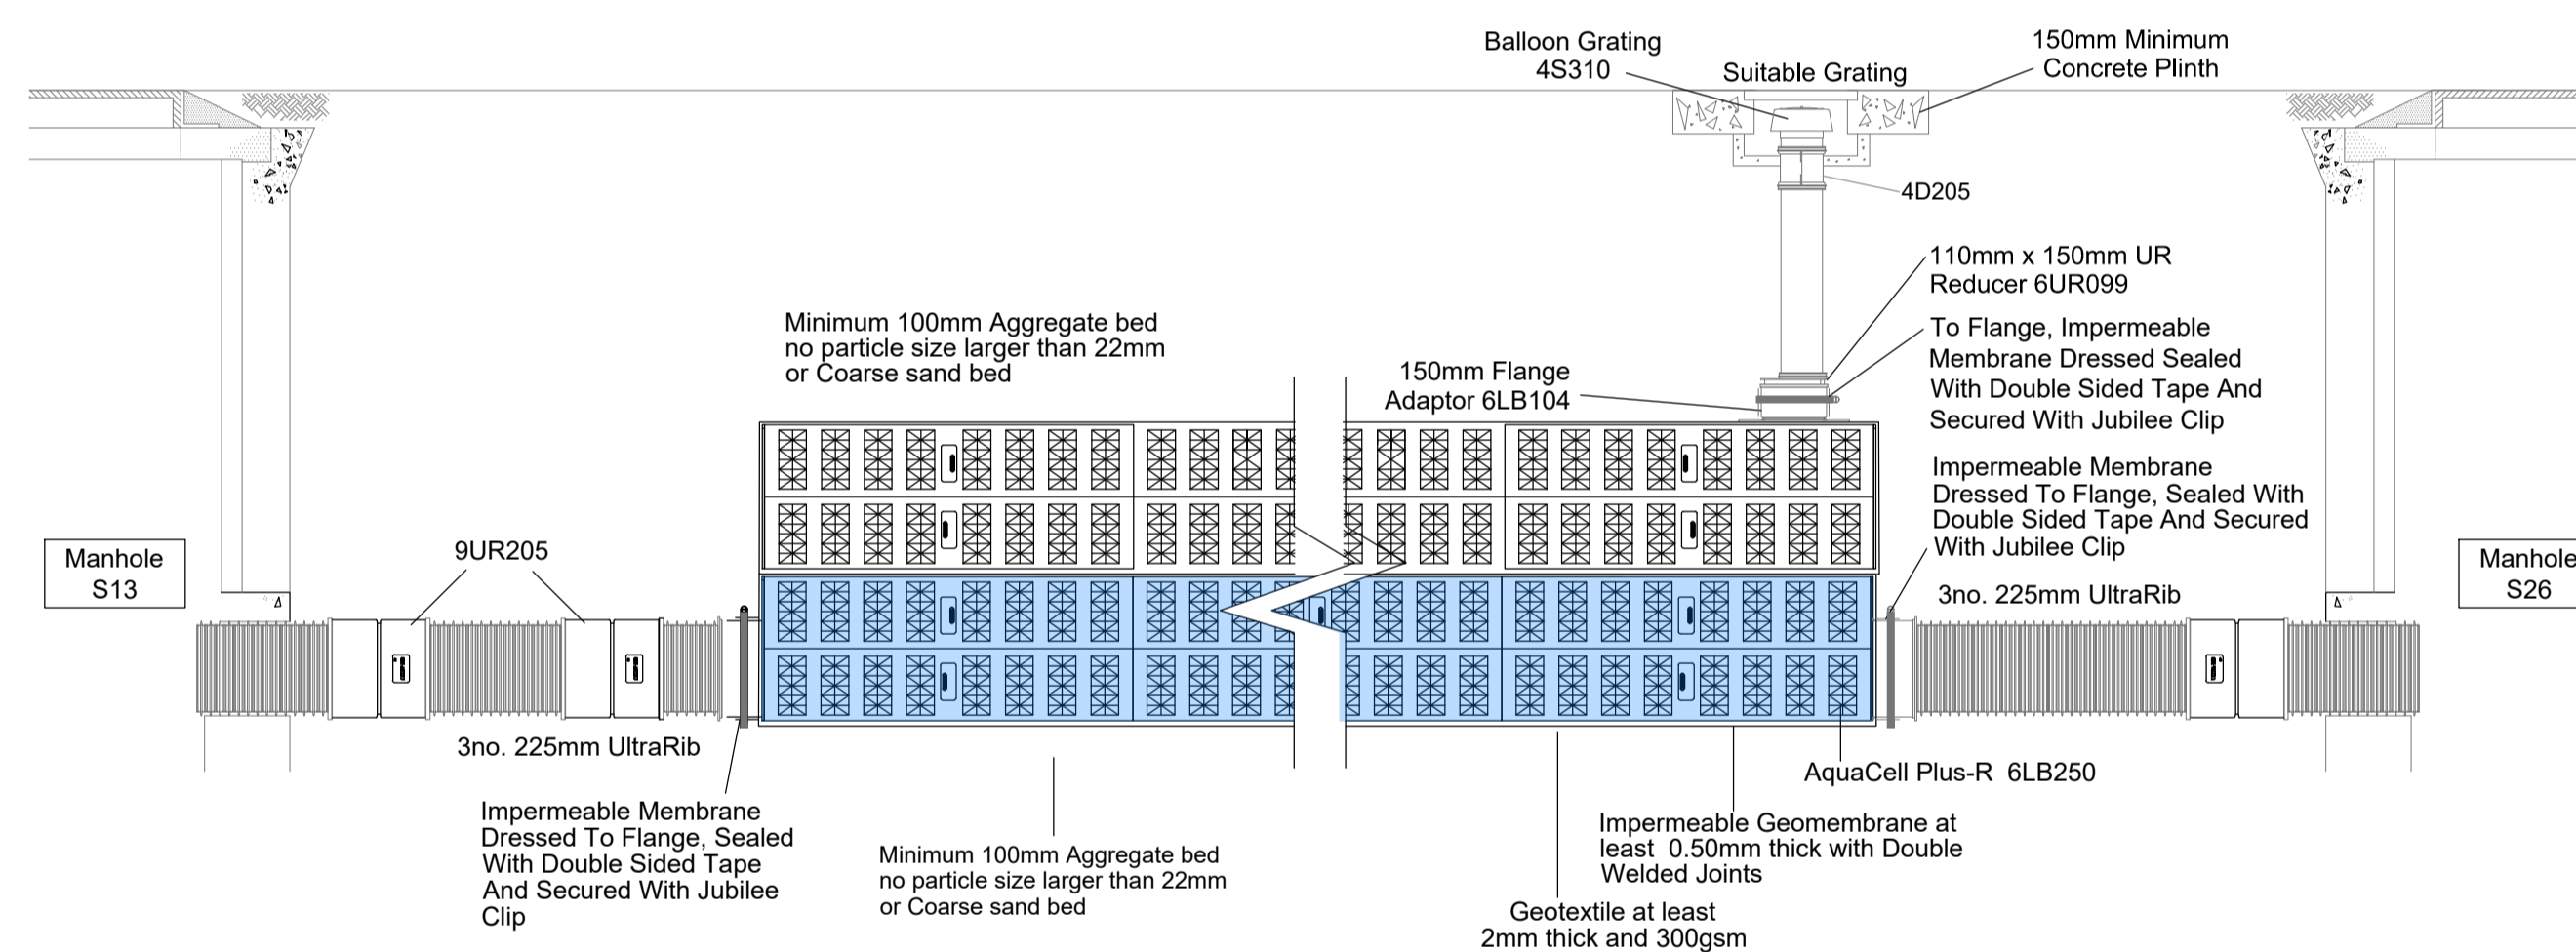 Balloon Grating
4S310
Suitable Grating
150mm Minimum
Concrete Plinth
4D205
110mm x 150mm UR
Reducer 6UR099
To Flange, Impermeable
Membrane Dressed Sealed
With Double Sided Tape And
Secured With Jubilee Clip
Minimum 100mm Aggregate bed
no particle size larger than 22mm
or Coarse sand bed
150mm Flange
Adaptor 6LB104
Impermeable Membrane
Dressed To Flange, Sealed With
Double Sided Tape And Secured
With Jubilee Clip
Manhole
S13
9UR205
3no. 225mm UltraRib
Manhole
S26
3no. 225mm UltraRib
AquaCell Plus-R 6LB250
Impermeable Membrane
Dressed To Flange, Sealed
With Double Sided Tape
And Secured With Jubilee
Clip
Minimum 100mm Aggregate bed
no particle size larger than 22mm
or Coarse sand bed
Impermeable Geomembrane at
least 0.50mm thick with Double
Welded Joints
Geotextile at least
2mm thick and 300gsm